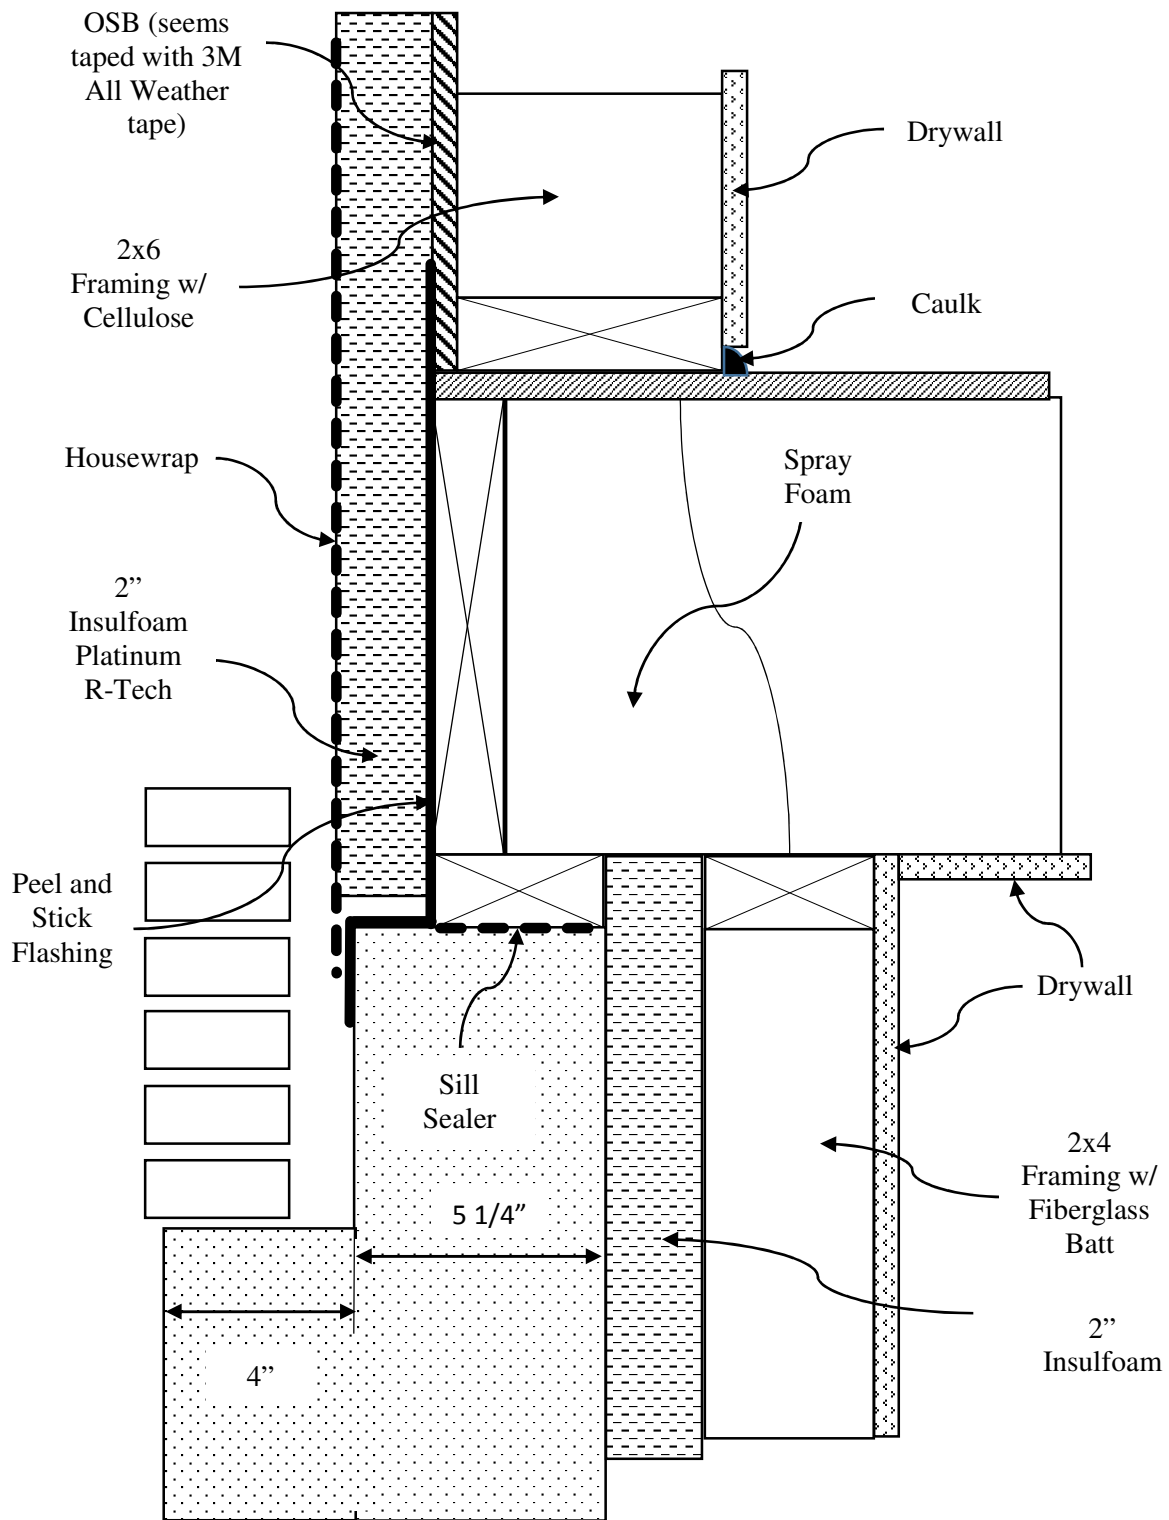 OSB (seems
taped with 3M
All Weather
tape)
Drywall
2x6
Framing w/
Cellulose
Caulk
Housewrap
Spray
Foam
2”
Insulfoam
Platinum
R-Tech
Peel and
Stick
Flashing
Drywall
Sill
Sealer
2x4
Framing w/
Fiberglass
Batt
5 1/4”
2”
Insulfoam
4”